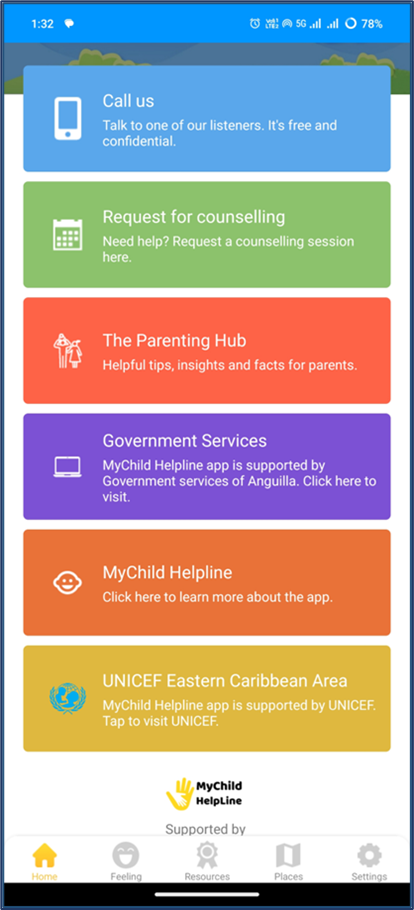 1:32 VoI LTE2 5G 78%
Call us
Talk to one of our listeners. It's free and
confidential.
Request for counselling
Need help? Request a counselling session
here.
The Parenting Hub
Helpful tips, insights and facts for parents.
Government Services
MyChild Helpline app is supported by
Government services of Anguilla. Click here to
visit.
MyChild Helpline
Click here to learn more about the app.
UNICEF Eastern Caribbean Area
MyChild Helpline app is supported by UNICEF.
Tap to visit UNICEF.
MyChild
HelpLine
Supported by
Home Feeling Resources Places Settings